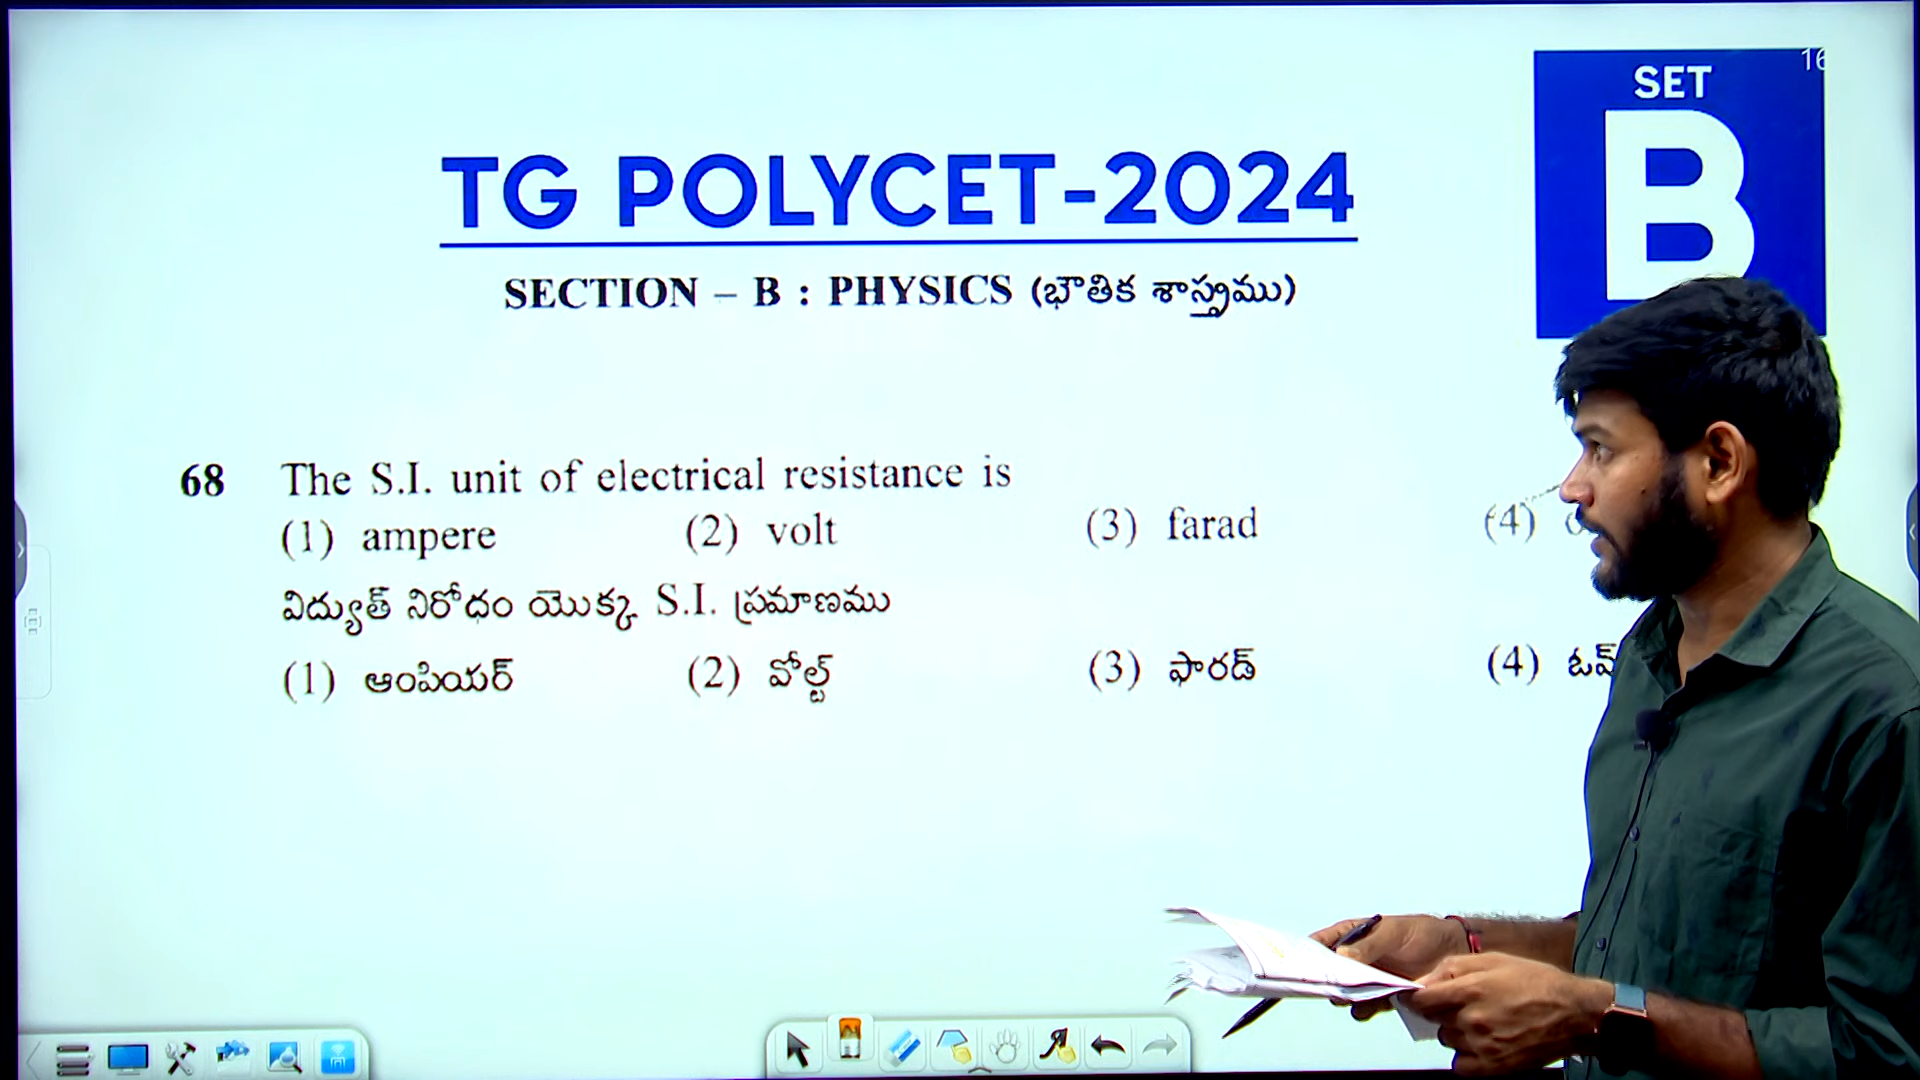 16
SET
B
TG POLYCET-2024
SECTION – B : PHYSICS (భౌతిక శాస్త్రము)
68 The S.I. unit of electrical resistance is
(1) ampere (2) volt (3) farad (4)
విద్యుత్ నిరోధం యొక్క S.I. ప్రమాణము
(1) ఆంపియర్ (2) వోల్ట్ (3) ఫారడ్ (4)